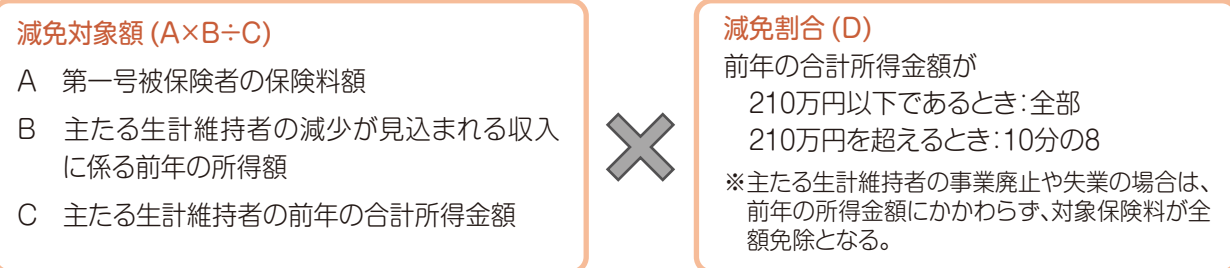 減免対象額 (A×B÷C)
A 第一号被保険者の保険料額
B 主たる生計維持者の減少が見込まれる収入
に係る前年の所得額
C 主たる生計維持者の前年の合計所得金額
減免割合 (D)
前年の合計所得金額が
210万円以下であるとき:全部
210万円を超えるとき:10分の8
※主たる生計維持者の事業廃止や失業の場合は、
前年の所得金額にかかわらず、対象保険料が全
額免除となる。